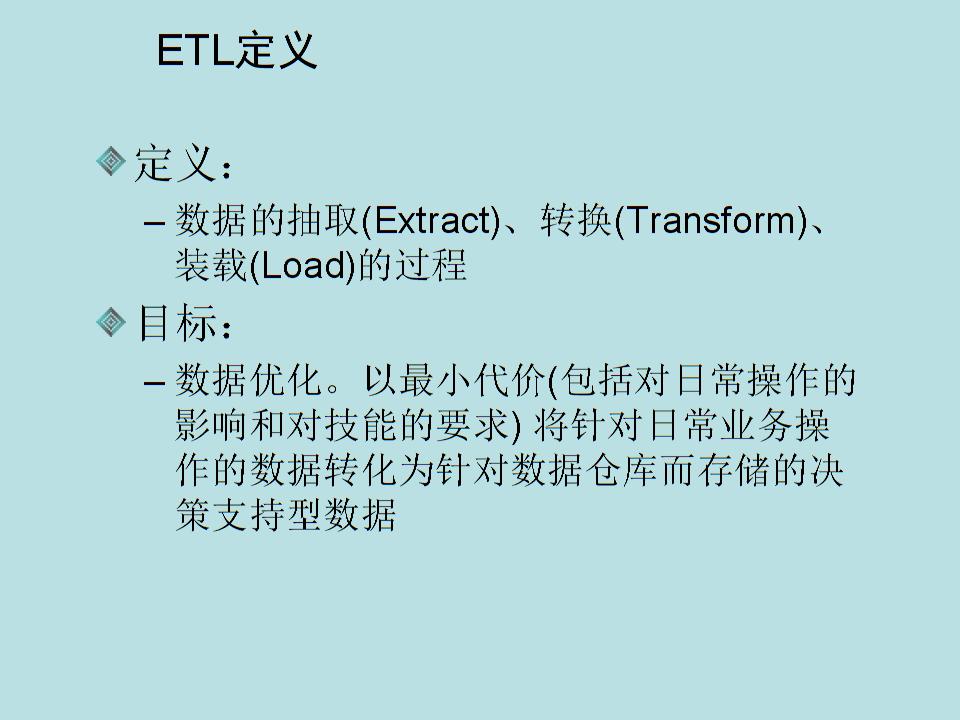 ETL定义
定义：
– 数据的抽取(Extract)、转换(Transform)、
装载(Load)的过程
目标：
– 数据优化。以最小代价(包括对日常操作的
影响和对技能的要求) 将针对日常业务操
作的数据转化为针对数据仓库而存储的决
策支持型数据